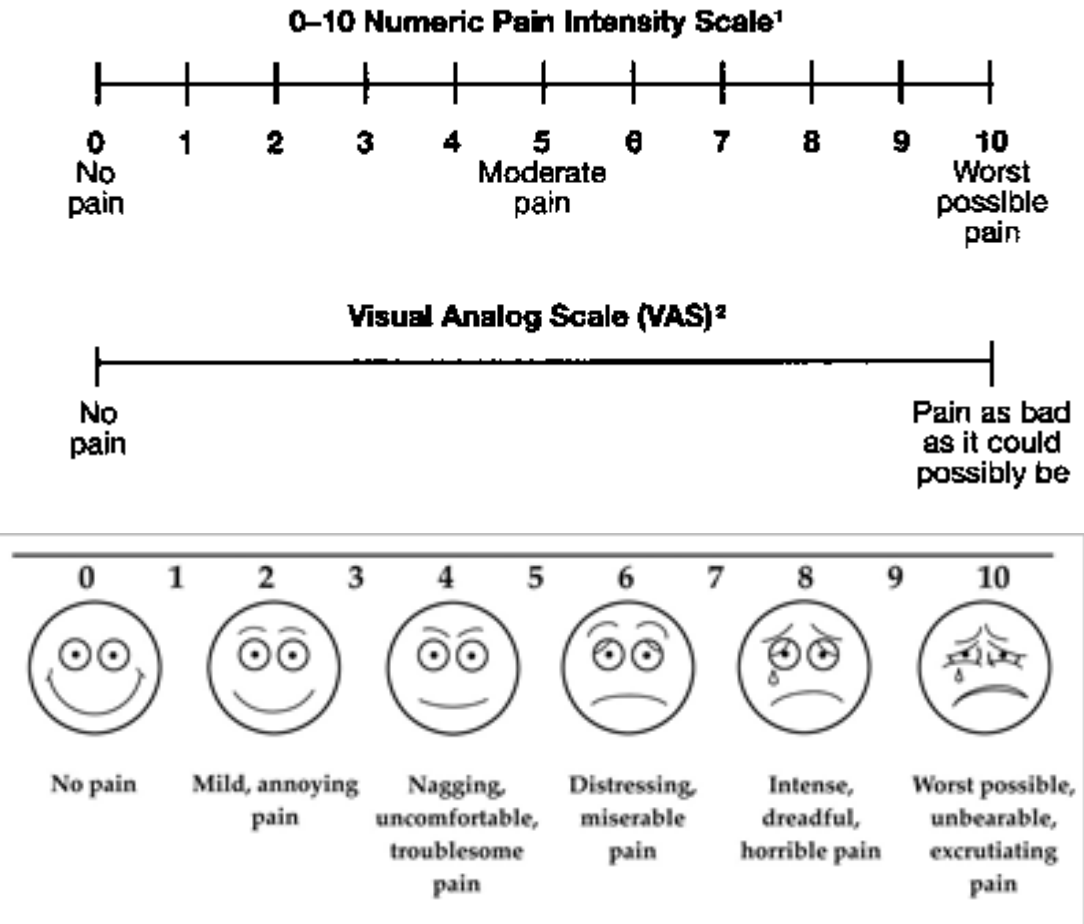 0–10 Numeric Pain Intensity Scale¹
0 1 2 3 4 5 6 7 8 9 10
No Moderate Worst
pain pain possible
pain
Visual Analog Scale (VAS)²
No Pain as bad
pain as it could
possibly be
0 1 2 3 4 5 6 7 8 9 10
No pain Mild, annoying Nagging, Distressing, Intense, Worst possible,
pain uncomfortable, miserable dreadful, unbearable,
troublesome pain horrible pain excrutiating
pain pain